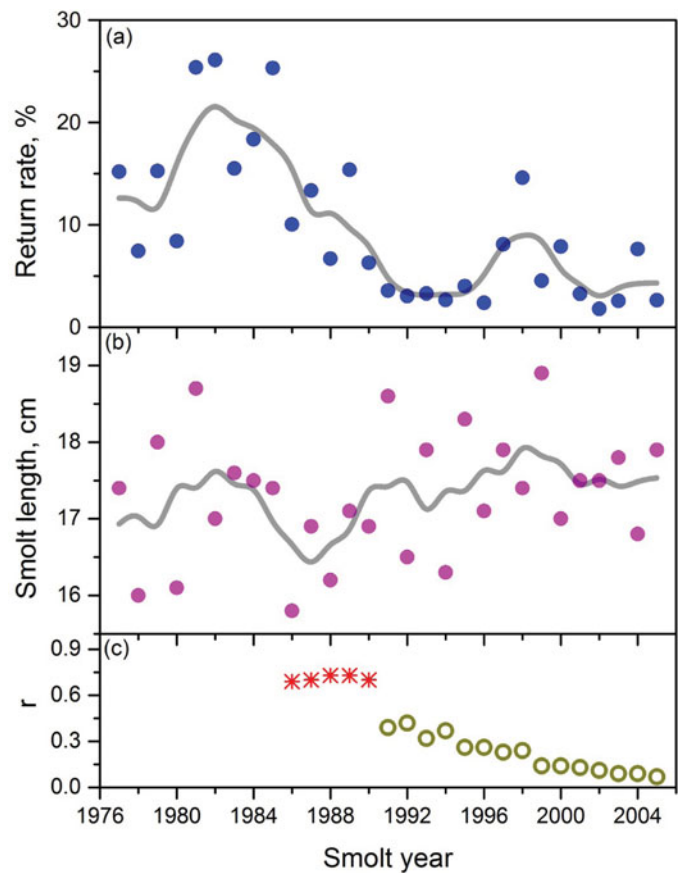 (a)
30
20
10
0
Return rate, %
(b)
19
18
17
16
Smolt length, cm
(c)
0.9
0.6
0.3
0.0
r
1976 1980 1984 1988 1992 1996 2000 2004
Smolt year